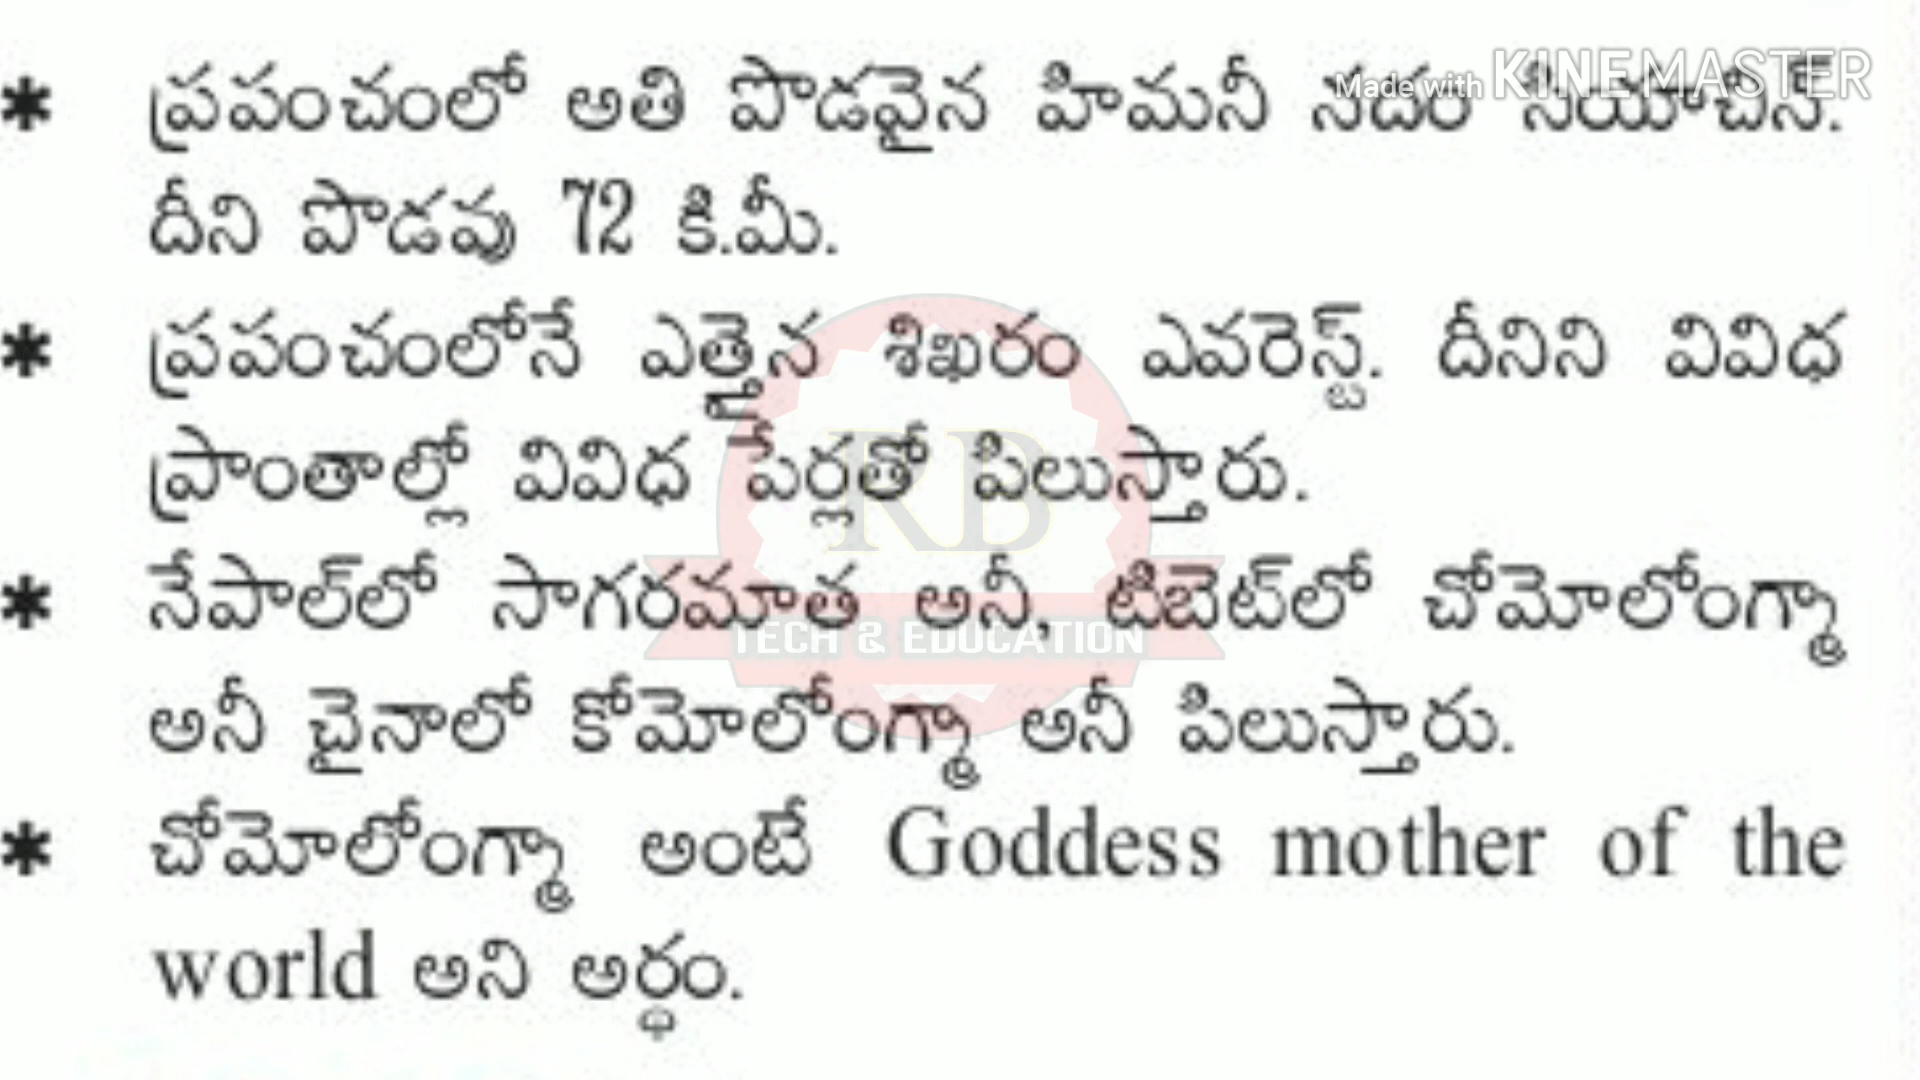 Made with KINEMASTER
* ప్రపంచంలో అతి పొడవైన హిమనీ నదం సియాచిన్.
దీని పొడవు 72 కి.మీ.
* ప్రపంచంలోనే ఎత్తైన శిఖరం ఎవరెస్ట్. దీనిని వివిధ
ప్రాంతాల్లో వివిధ పేర్లతో పిలుస్తారు.
* నేపాల్‌లో సాగరమాత అనీ, టిబెట్‌లో చోమోలోంగ్మా
అనీ చైనాలో కోమోలోంగ్మా అనీ పిలుస్తారు.
* చోమోలోంగ్మా అంటే Goddess mother of the
world అని అర్థం.
RB
TECH & EDUCATION